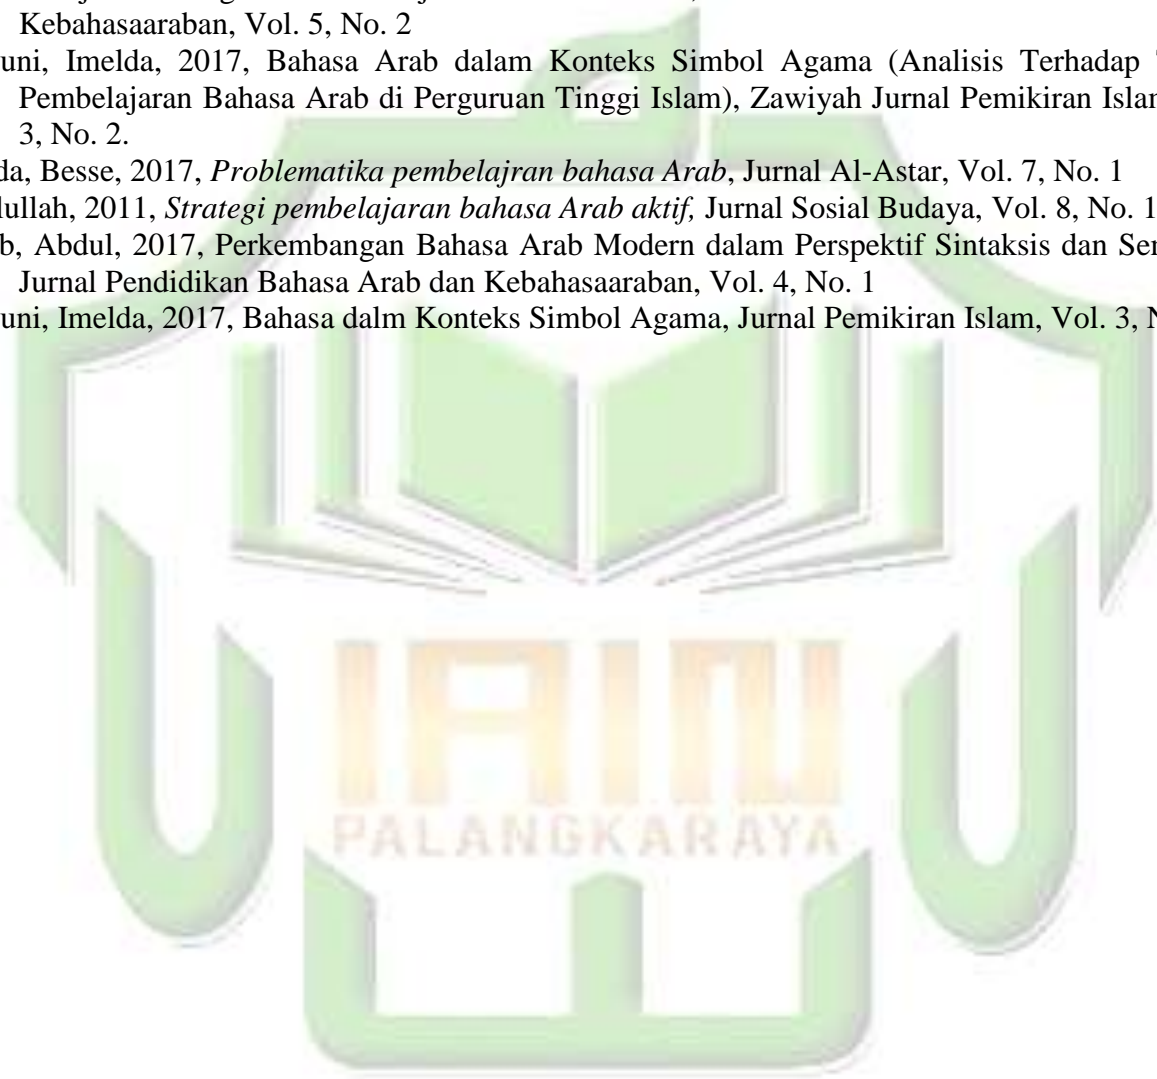 Kebahasaaraban, Vol. 5, No. 2
uni, Imelda, 2017, Bahasa Arab dalam Konteks Simbol Agama (Analisis Terhadap
Pembelajaran Bahasa Arab di Perguruan Tinggi Islam), Zawiyah Jurnal Pemikiran Islam
3, No. 2.
da, Besse, 2017, Problematika pembelajran bahasa Arab, Jurnal Al-Astar, Vol. 7, No. 1
lullah, 2011, Strategi pembelajaran bahasa Arab aktif, Jurnal Sosial Budaya, Vol. 8, No. 1
b, Abdul, 2017, Perkembangan Bahasa Arab Modern dalam Perspektif Sintaksis dan Sem
Jurnal Pendidikan Bahasa Arab dan Kebahasaaraban, Vol. 4, No. 1
uni, Imelda, 2017, Bahasa dalm Konteks Simbol Agama, Jurnal Pemikiran Islam, Vol. 3, N
IAIN
PALANGKARAYA